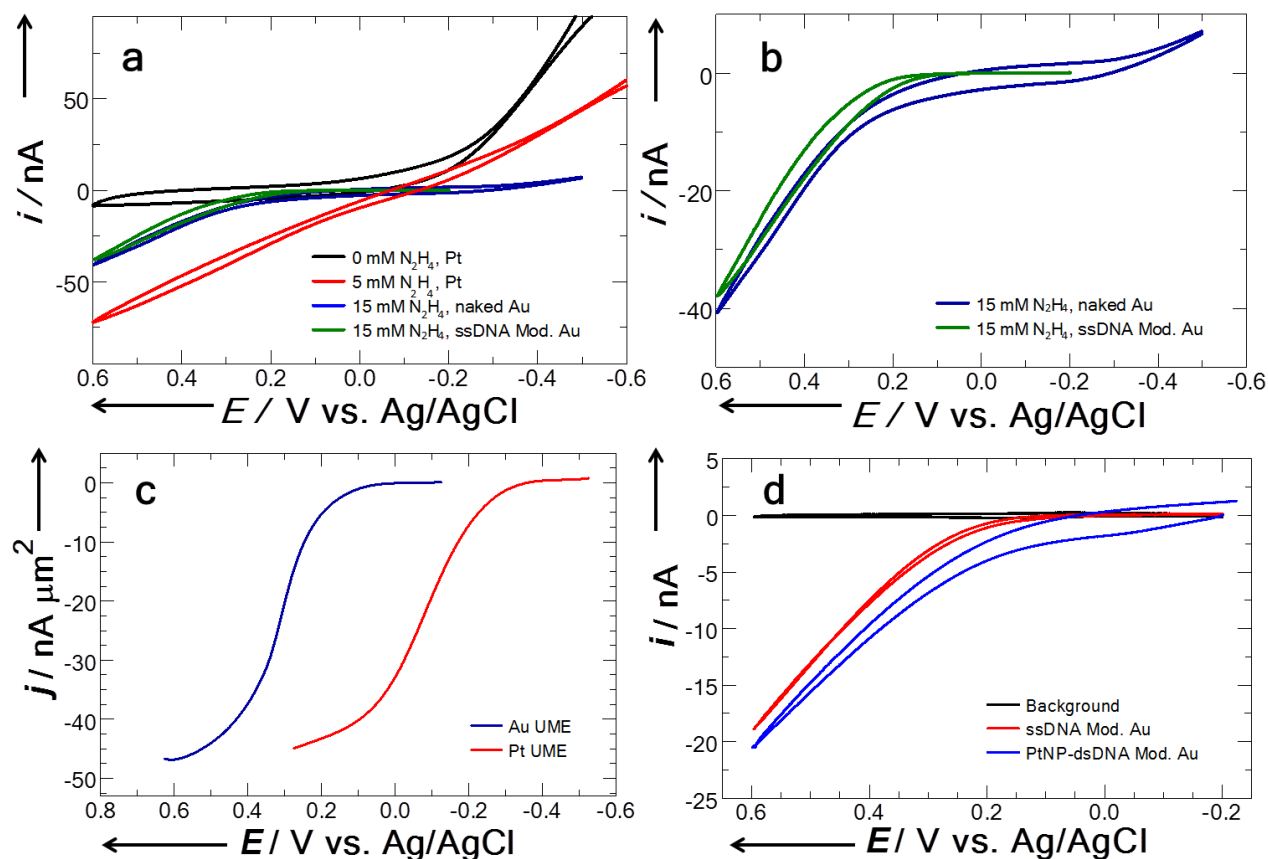 a
i / nA
50
0
-50
0 mM N₂H₄, Pt
5 mM N₂H₄, Pt
15 mM N₂H₄, naked Au
15 mM N₂H₄, ssDNA Mod. Au
0.6 0.4 0.2 0.0 -0.2 -0.4 -0.6
E / V vs. Ag/AgCl
b
i / nA
0
-20
-40
15 mM N₂H₄, naked Au
15 mM N₂H₄, ssDNA Mod. Au
0.6 0.4 0.2 0.0 -0.2 -0.4 -0.6
E / V vs. Ag/AgCl
c
j / nA μm²
0
-10
-20
-30
-40
-50
Au UME
Pt UME
0.8 0.6 0.4 0.2 0.0 -0.2 -0.4 -0.6
E / V vs. Ag/AgCl
d
i / nA
5
0
-5
-10
-15
-20
-25
Background
ssDNA Mod. Au
PtNP-dsDNA Mod. Au
0.6 0.4 0.2 0.0 -0.2
E / V vs. Ag/AgCl